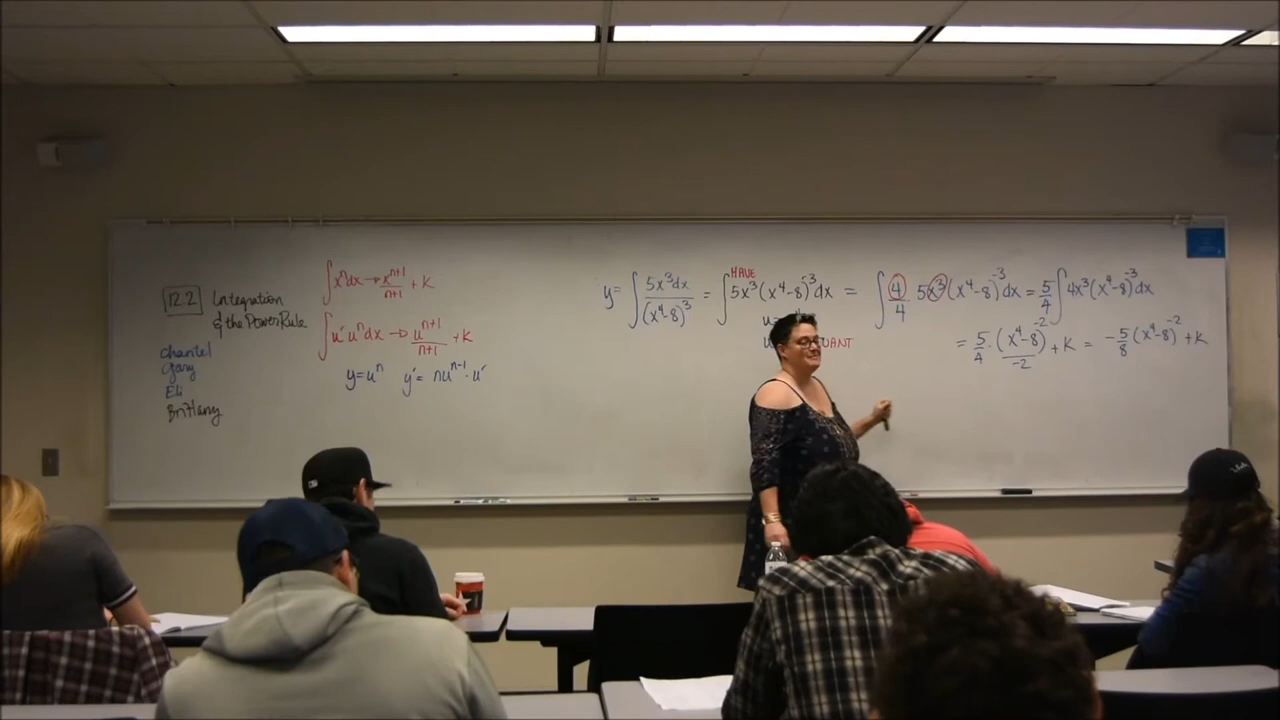 12.2 Integration
& the Power Rule
Chantel
Gary
Eli
Brittany
∫xⁿdx → xⁿ⁺¹/n+1 + K
∫u′uⁿdx → uⁿ⁺¹/n+1 + K
y=uⁿ y′= nuⁿ⁻¹·u′
HAVE
y= ∫ 5x³dx/(x⁴-8)³ = ∫5x³(x⁴-8)⁻³dx = ∫ 4/4 5x³(x⁴-8)⁻³dx = 5/4 ∫4x³(x⁴-8)⁻³dx
= 5/4 · (x⁴-8)⁻²/-2 + K = -5/8 (x⁴-8)⁻² + K